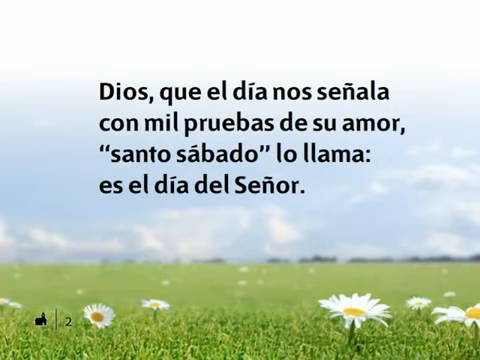 Dios, que el día nos señala
con mil pruebas de su amor,
“santo sábado” lo llama:
es el día del Señor.
2